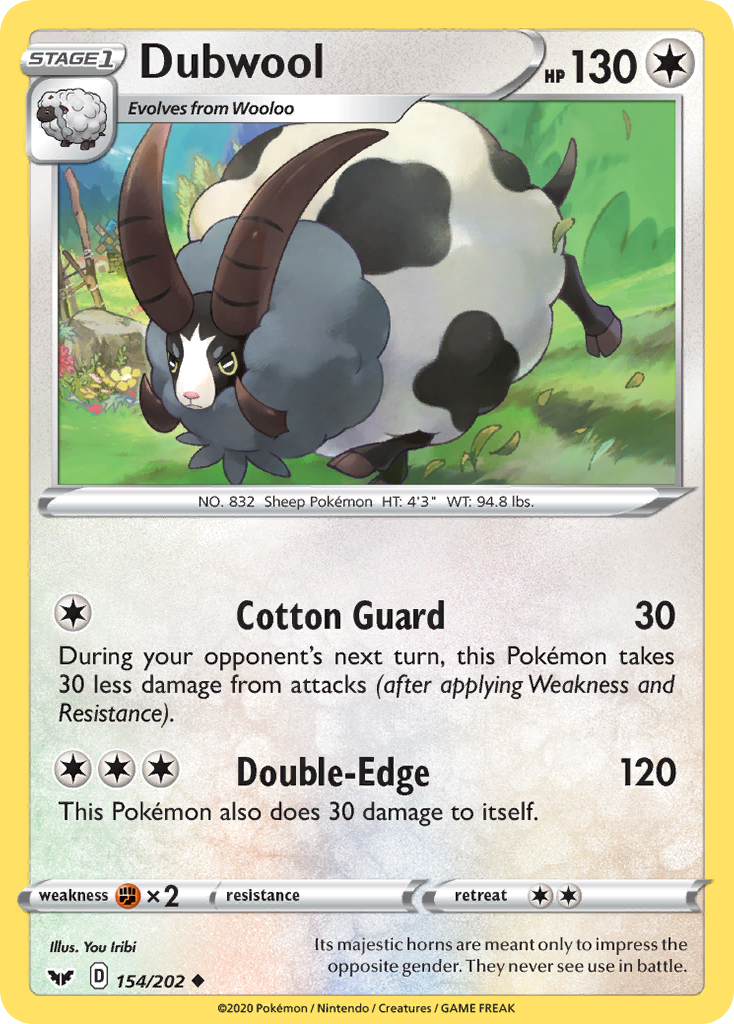 STAGE 1
Dubwool
HP 130
Evolves from Wooloo
NO. 832 Sheep Pokémon HT: 4'3" WT: 94.8 lbs.
Cotton Guard 30
During your opponent's next turn, this Pokémon takes
30 less damage from attacks (after applying Weakness and
Resistance).
Double-Edge 120
This Pokémon also does 30 damage to itself.
weakness ×2 resistance retreat
Illus. You Iribi
D 154/202
Its majestic horns are meant only to impress the
opposite gender. They never see use in battle.
©2020 Pokémon / Nintendo / Creatures / GAME FREAK